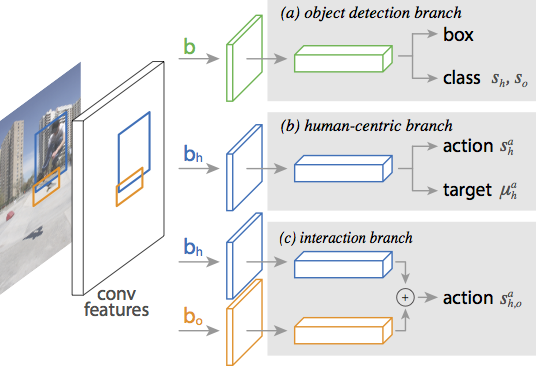 (a) object detection branch
b
box
class s_h, s_o
(b) human-centric branch
b_h
action s_h^a
target μ_h^a
(c) interaction branch
b_h
b_o
+
action s_{h,o}^a
conv
features